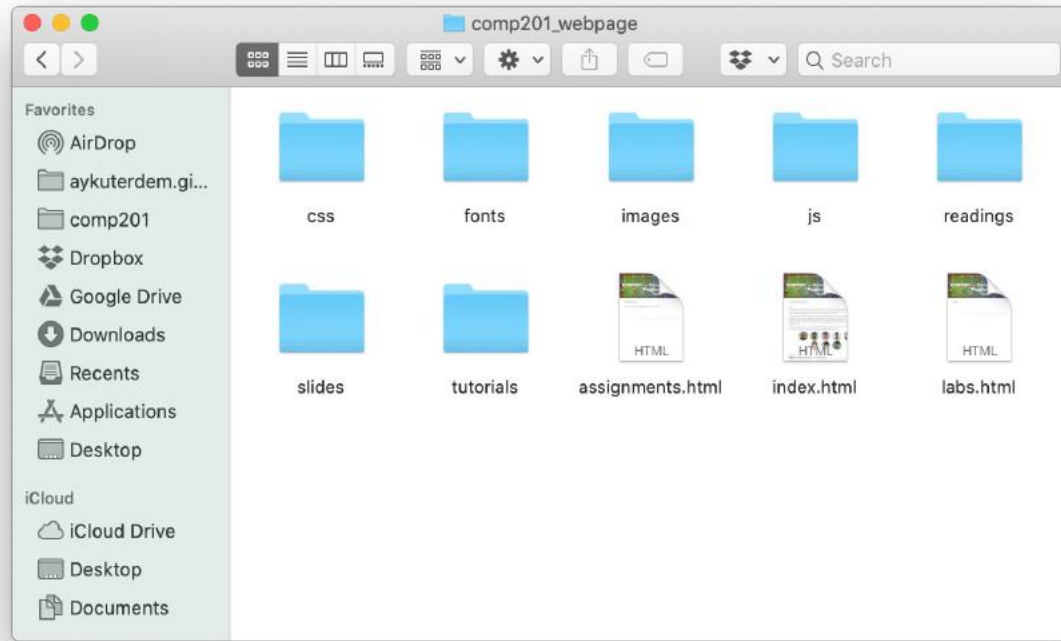 comp201_webpage
Search
Favorites
AirDrop
aykuterdem.gi...
comp201
Dropbox
Google Drive
Downloads
Recents
Applications
Desktop
iCloud
iCloud Drive
Desktop
Documents
css
fonts
images
js
readings
HTML
HTML
HTML
slides
tutorials
assignments.html
index.html
labs.html